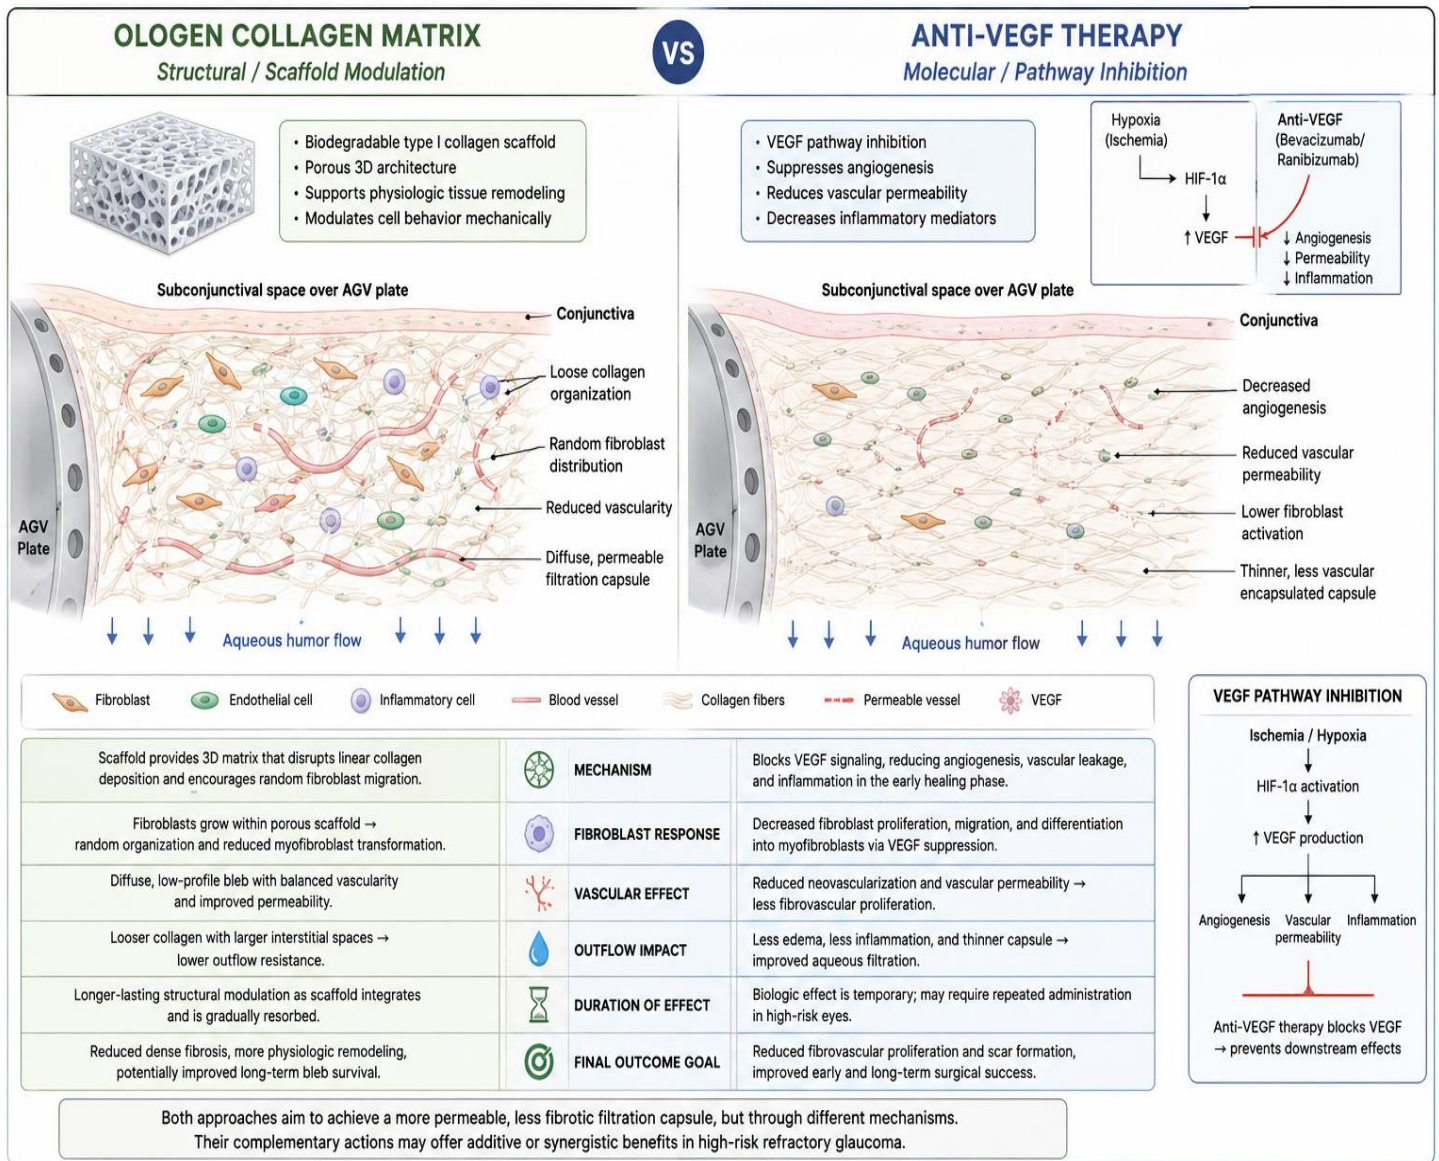 OLOGEN COLLAGEN MATRIX
Structural / Scaffold Modulation
VS
ANTI-VEGF THERAPY
Molecular / Pathway Inhibition
• Biodegradable type I collagen scaffold
• Porous 3D architecture
• Supports physiologic tissue remodeling
• Modulates cell behavior mechanically
• VEGF pathway inhibition
• Suppresses angiogenesis
• Reduces vascular permeability
• Decreases inflammatory mediators
Hypoxia
(Ischemia)
HIF-1α
↑ VEGF
Anti-VEGF
(Bevacizumab/
Ranibizumab)
↓ Angiogenesis
↓ Permeability
↓ Inflammation
Subconjunctival space over AGV plate
Conjunctiva
Loose collagen
organization
Random fibroblast
distribution
Reduced vascularity
Diffuse, permeable
filtration capsule
AGV
Plate
Aqueous humor flow
Subconjunctival space over AGV plate
Conjunctiva
Decreased
angiogenesis
Reduced vascular
permeability
Lower fibroblast
activation
Thinner, less vascular
encapsulated capsule
AGV
Plate
Aqueous humor flow
Fibroblast
Endothelial cell
Inflammatory cell
Blood vessel
Collagen fibers
Permeable vessel
VEGF
Scaffold provides 3D matrix that disrupts linear collagen
deposition and encourages random fibroblast migration.
MECHANISM
Blocks VEGF signaling, reducing angiogenesis, vascular leakage,
and inflammation in the early healing phase.
Fibroblasts grow within porous scaffold →
random organization and reduced myofibroblast transformation.
FIBROBLAST RESPONSE
Decreased fibroblast proliferation, migration, and differentiation
into myofibroblasts via VEGF suppression.
Diffuse, low-profile bleb with balanced vascularity
and improved permeability.
VASCULAR EFFECT
Reduced neovascularization and vascular permeability →
less fibrovascular proliferation.
Looser collagen with larger interstitial spaces →
lower outflow resistance.
OUTFLOW IMPACT
Less edema, less inflammation, and thinner capsule →
improved aqueous filtration.
Longer-lasting structural modulation as scaffold integrates
and is gradually resorbed.
DURATION OF EFFECT
Biologic effect is temporary; may require repeated administration
in high-risk eyes.
Reduced dense fibrosis, more physiologic remodeling,
potentially improved long-term bleb survival.
FINAL OUTCOME GOAL
Reduced fibrovascular proliferation and scar formation,
improved early and long-term surgical success.
VEGF PATHWAY INHIBITION
Ischemia / Hypoxia
HIF-1α activation
↑ VEGF production
Angiogenesis
Vascular
permeability
Inflammation
Anti-VEGF therapy blocks VEGF
→ prevents downstream effects
Both approaches aim to achieve a more permeable, less fibrotic filtration capsule, but through different mechanisms.
Their complementary actions may offer additive or synergistic benefits in high-risk refractory glaucoma.